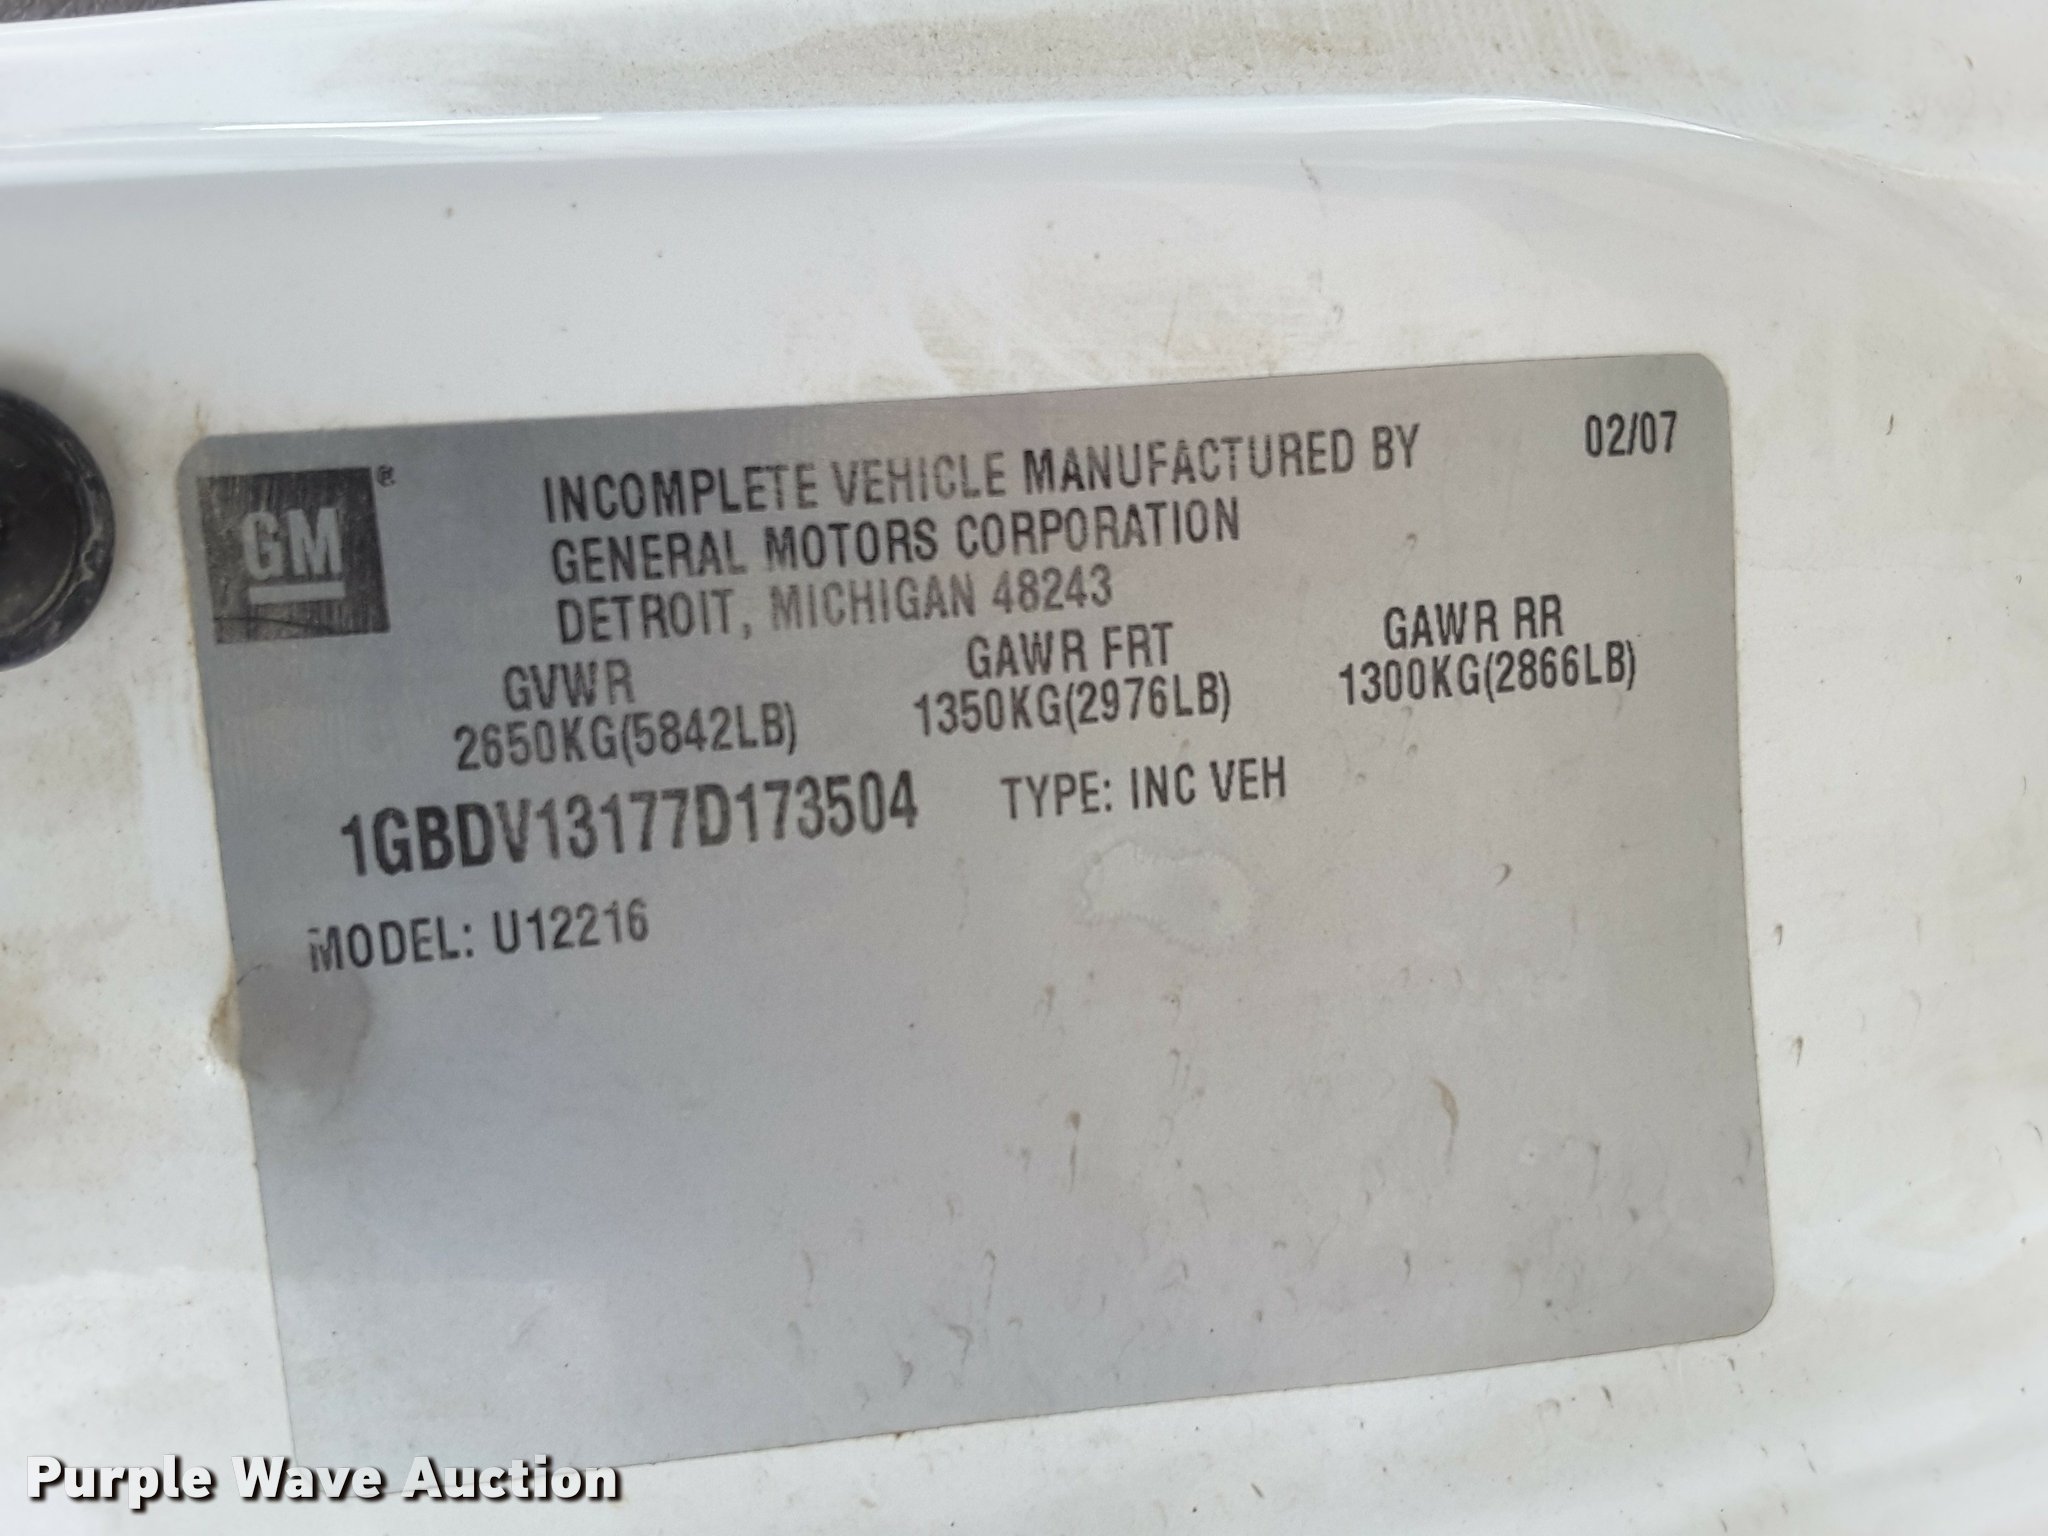 GM®
INCOMPLETE VEHICLE MANUFACTURED BY 02/07
GENERAL MOTORS CORPORATION
DETROIT, MICHIGAN 48243
GVWR GAWR FRT GAWR RR
2650KG(5842LB) 1350KG(2976LB) 1300KG(2866LB)
1GBDV13177D173504 TYPE: INC VEH
MODEL: U12216
Purple Wave Auction